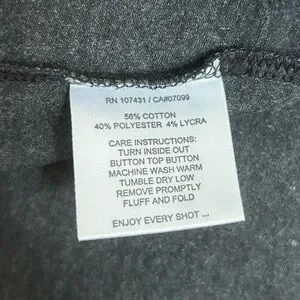 RN 107431 / CA#07099
56% COTTON
40% POLYESTER 4% LYCRA
CARE INSTRUCTIONS:
TURN INSIDE OUT
BUTTON TOP BUTTON
MACHINE WASH WARM
TUMBLE DRY LOW
REMOVE PROMPTLY
FLUFF AND FOLD
ENJOY EVERY SHOT ...